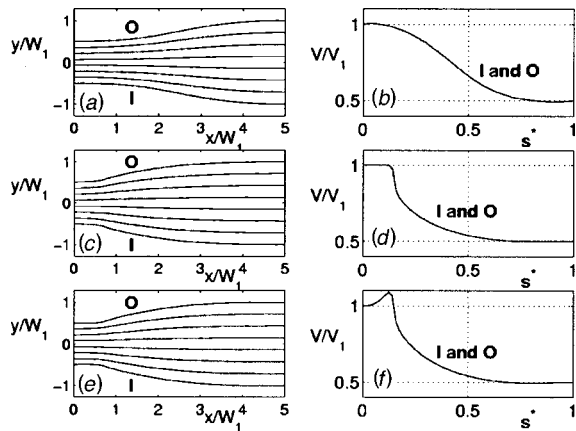 y/W₁ 1 0 −1 O I (a) 0 1 2 3 4 5 x/W₁
V/V₁ 1 0.5 I and O (b) 0 0.5 1 s*
y/W₁ 1 0 −1 O I (c) 0 1 2 3 4 5 x/W₁
V/V₁ 1 0.5 I and O (d) 0 0.5 1 s*
y/W₁ 1 0 −1 O I (e) 0 1 2 3 4 5 x/W₁
V/V₁ 1 0.5 I and O (f) 0 0.5 1 s*